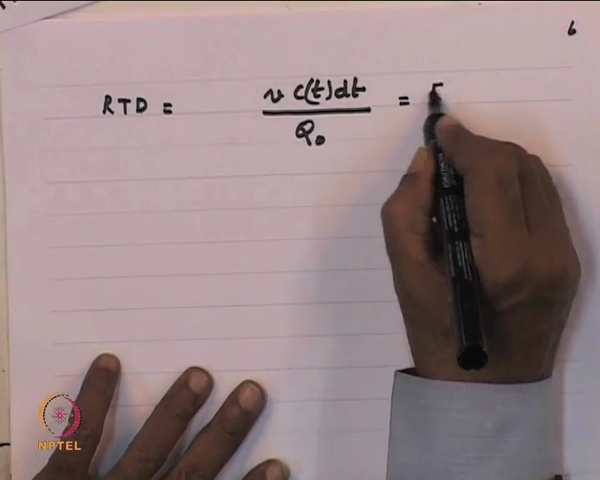 6
RTD = v C(t)dt / Q₀ =
NPTEL